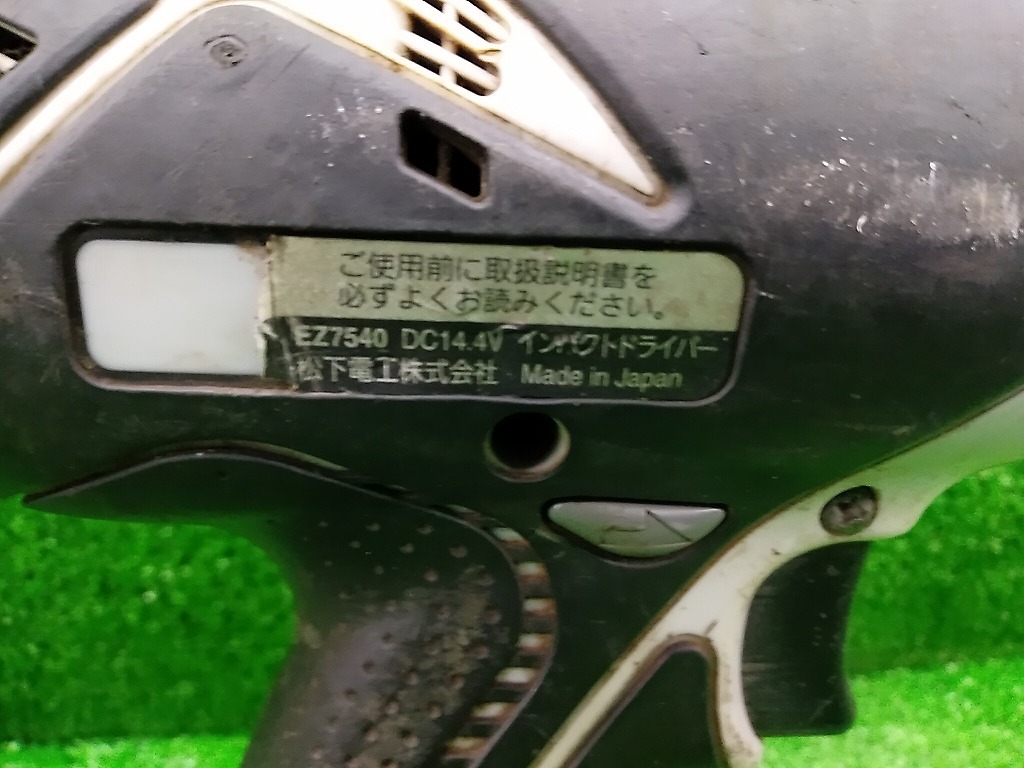 ご使用前に取扱説明書を
必ずよくお読みください。
EZ7540 DC14.4V インパクトドライバー
松下電工株式会社 Made in Japan